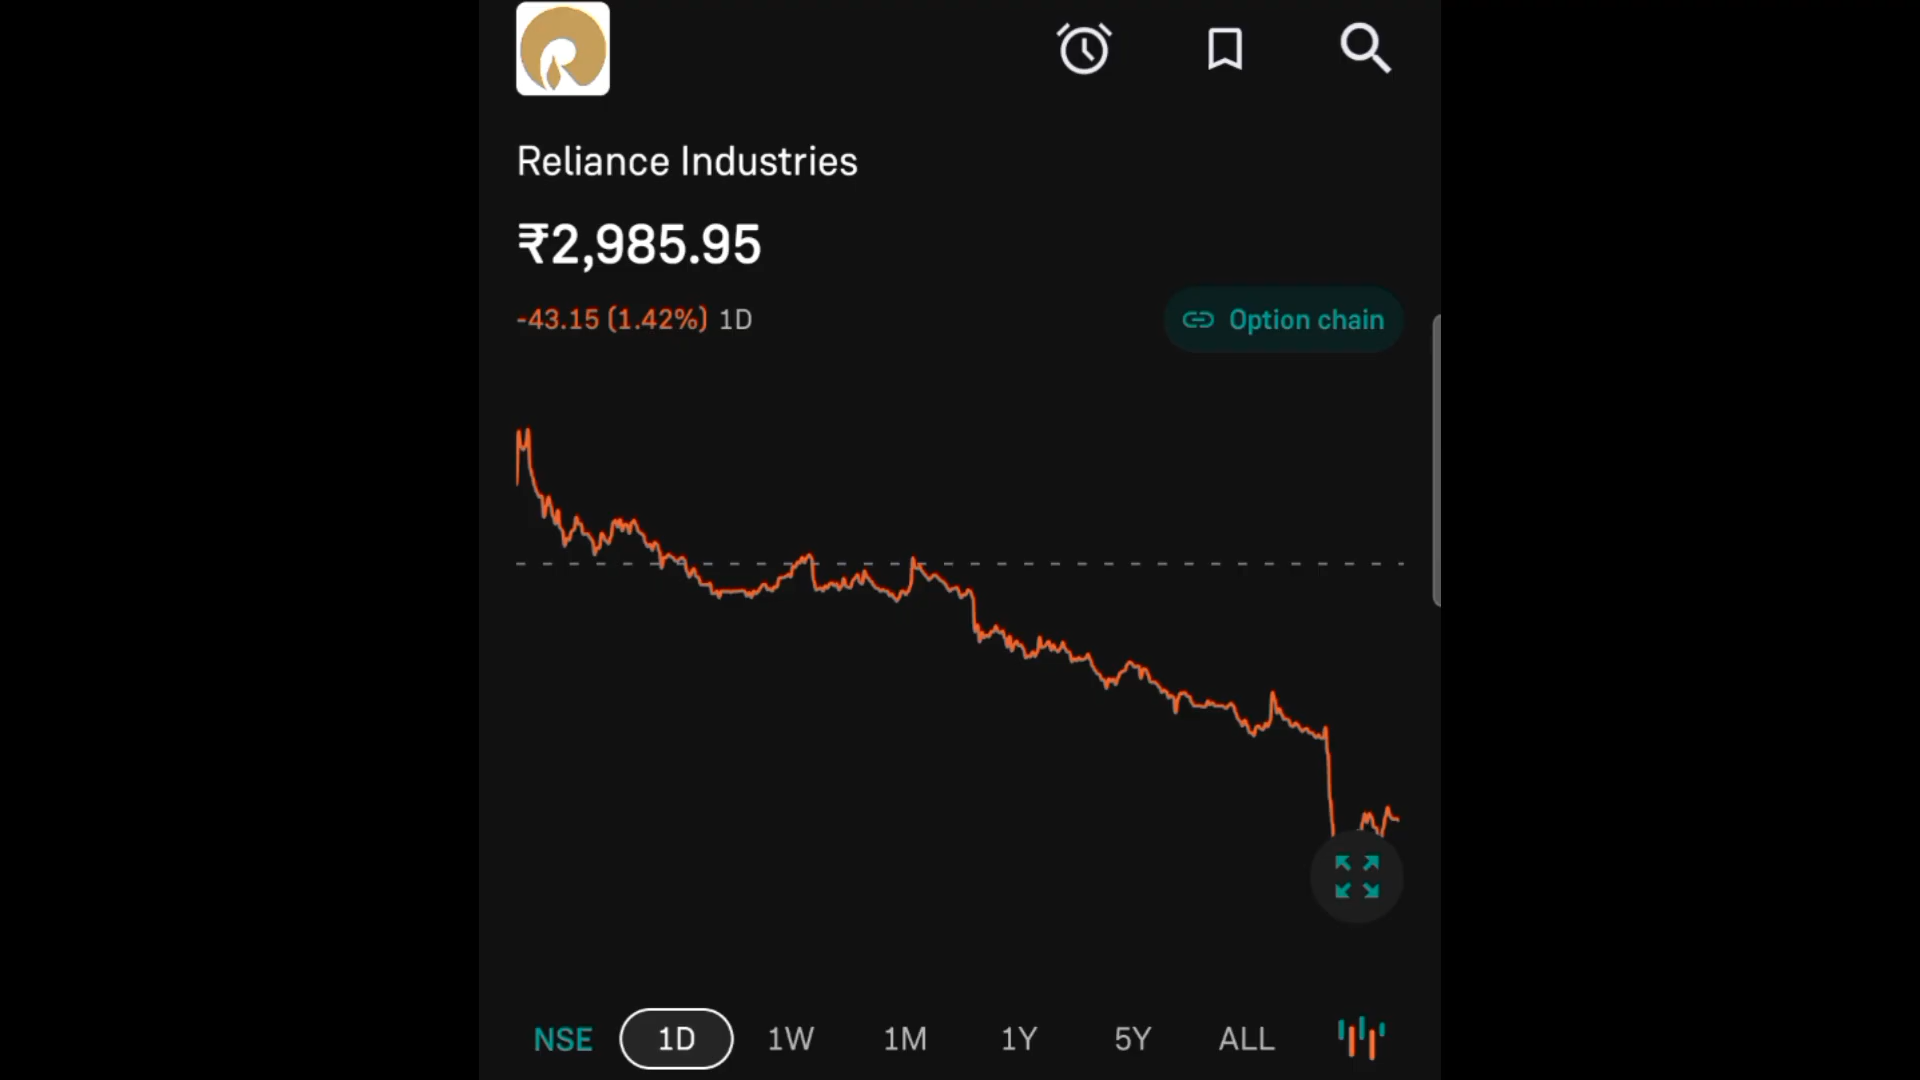 Reliance Industries
₹2,985.95
-43.15 (1.42%) 1D
Option chain
NSE 1D 1W 1M 1Y 5Y ALL